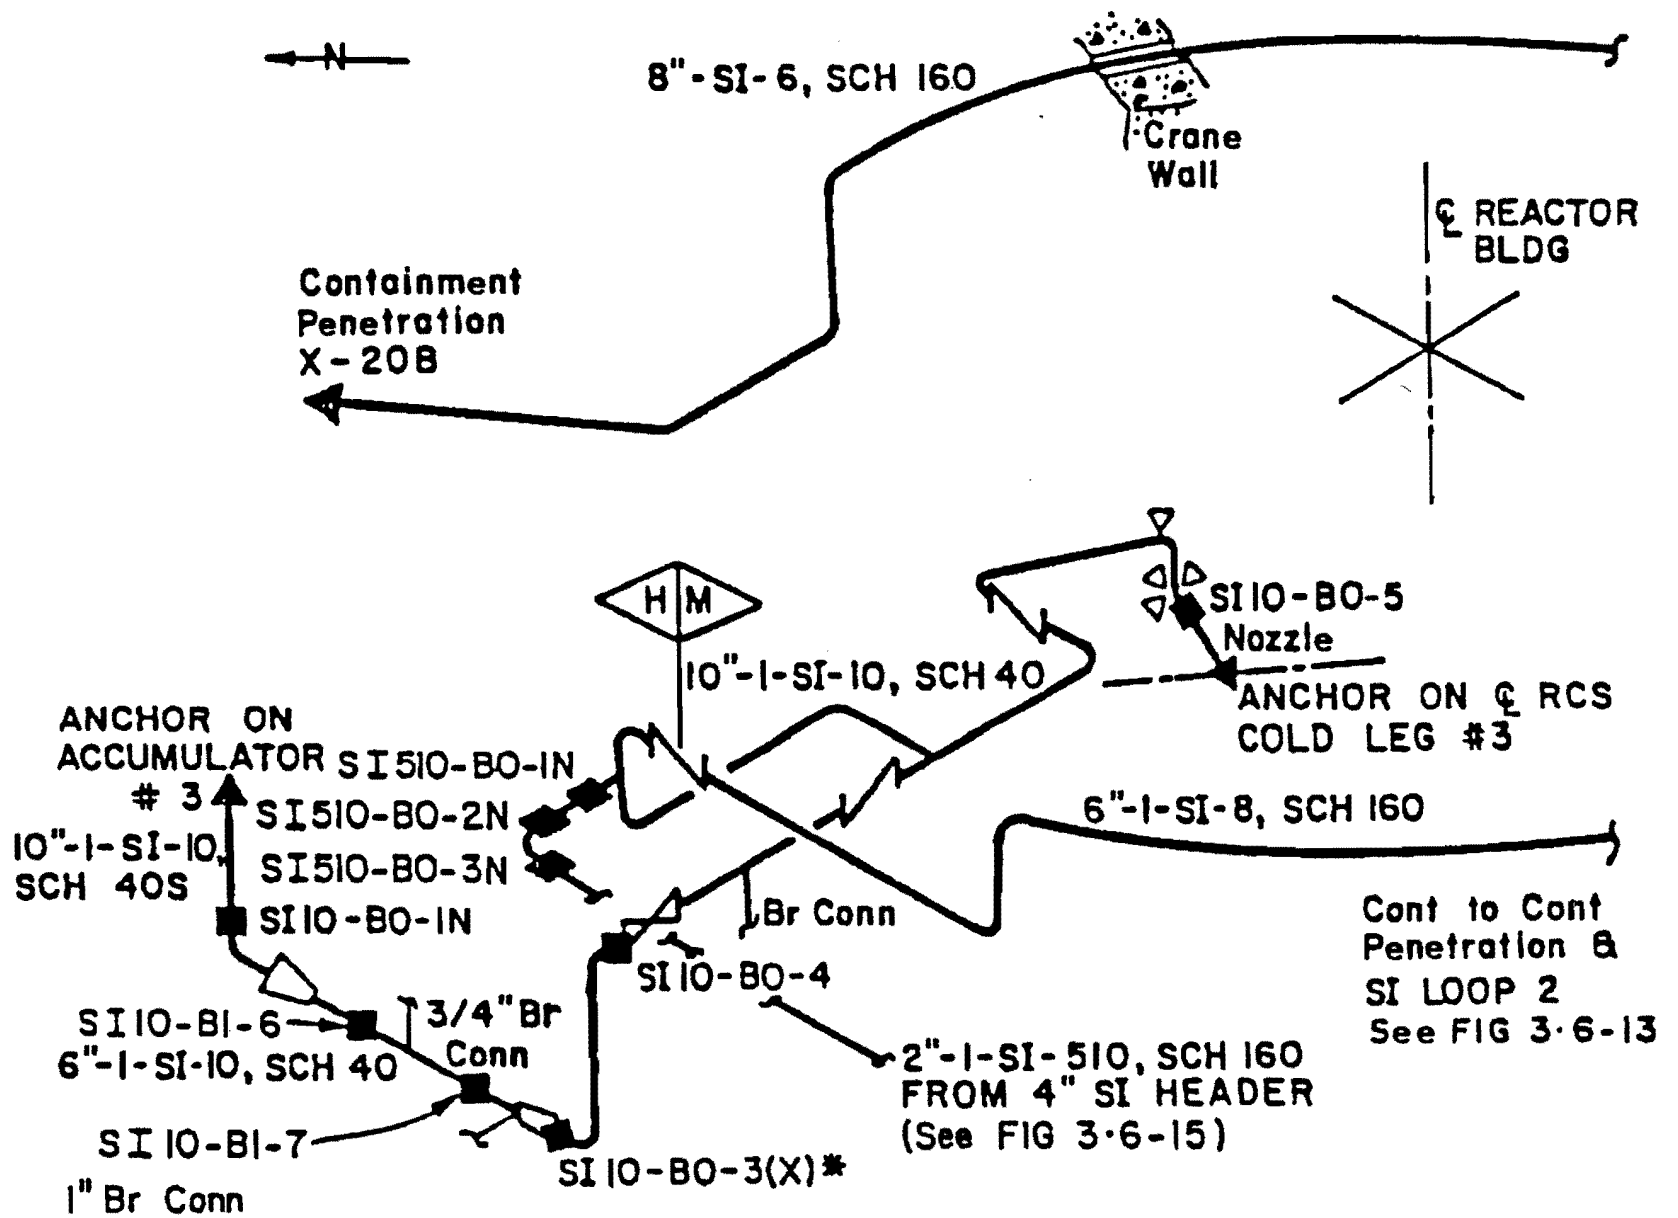 N
8"-SI-6, SCH 160
Crane
Wall
℄ REACTOR
BLDG
Containment
Penetration
X-20B
H M
SI10-BO-5
Nozzle
10"-1-SI-10, SCH 40
ANCHOR ON ℄ RCS
COLD LEG #3
ANCHOR ON
ACCUMULATOR
# 3
SI510-BO-1N
SI510-BO-2N
SI510-BO-3N
10"-1-SI-10,
SCH 40S
SI10-BO-1N
6"-1-SI-8, SCH 160
Br Conn
Cont to Cont
Penetration &
SI LOOP 2
See FIG 3.6-13
SI10-BO-4
SI10-B1-6
3/4" Br
Conn
6"-1-SI-10, SCH 40
2"-1-SI-510, SCH 160
FROM 4" SI HEADER
(See FIG 3.6-15)
SI10-B1-7
SI10-BO-3(X)*
1" Br Conn